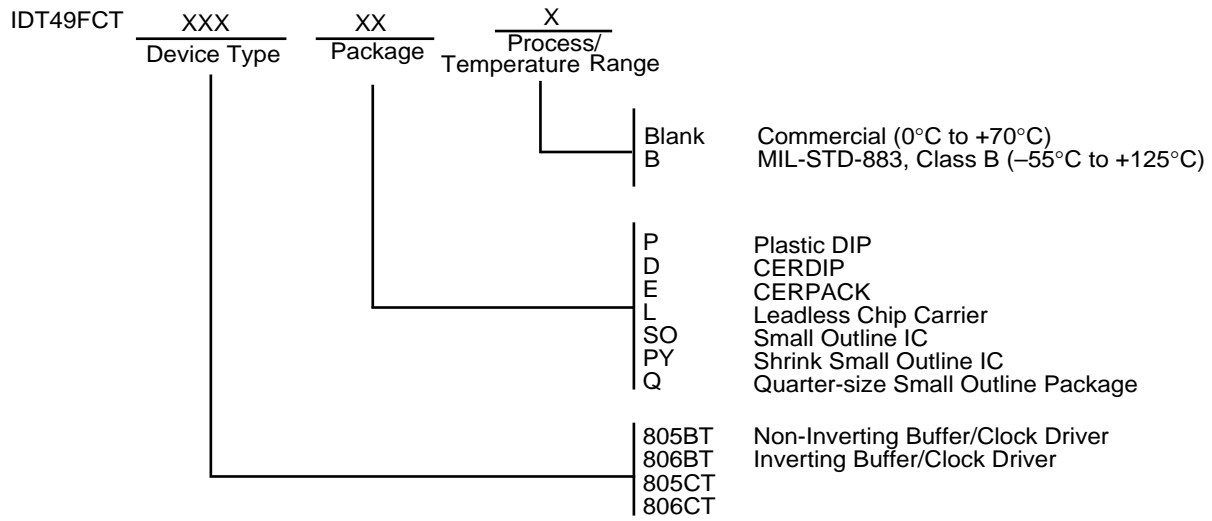 IDT49FCT XXX XX X
Device Type Package Process/
Temperature Range
Blank Commercial (0°C to +70°C)
B MIL-STD-883, Class B (–55°C to +125°C)
P Plastic DIP
D CERDIP
E CERPACK
L Leadless Chip Carrier
SO Small Outline IC
PY Shrink Small Outline IC
Q Quarter-size Small Outline Package
805BT Non-Inverting Buffer/Clock Driver
806BT Inverting Buffer/Clock Driver
805CT
806CT